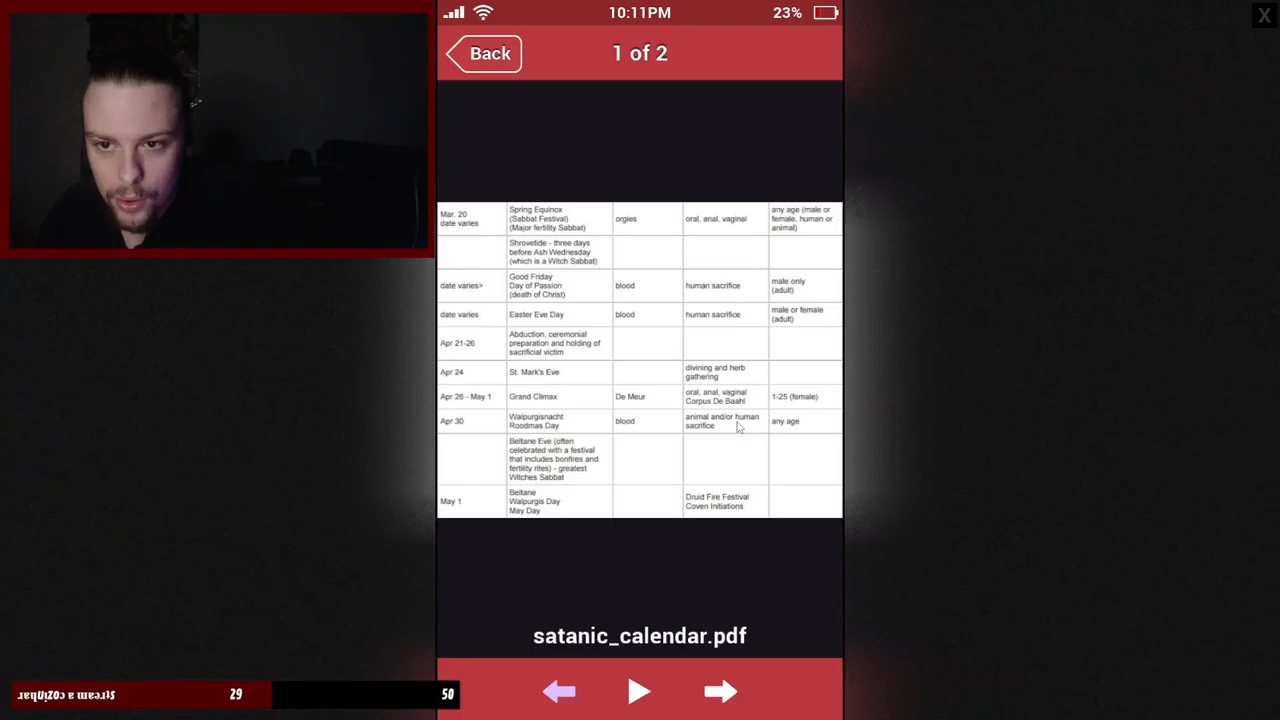 10:11PM
23%
X
Back
1 of 2
Mar. 20
date varies
Spring Equinox
(Sabbat Festival)
(Major fertility Sabbat)
orgies
oral, anal, vaginal
any age (male or
female, human or
animal)
Shrovetide - three days
before Ash Wednesday
(which is a Witch Sabbat)
date varies>
Good Friday
Day of Passion
(death of Christ)
blood
human sacrifice
male only
(adult)
date varies
Easter Eve Day
blood
human sacrifice
male or female
(adult)
Apr 21-26
Abduction, ceremonial
preparation and holding of
sacrificial victim
Apr 24
St. Mark's Eve
divining and herb
gathering
Apr 26 - May 1
Grand Climax
De Meur
oral, anal, vaginal
Corpus De Baahl
1-25 (female)
Apr 30
Walpurgisnacht
Roodmas Day
blood
animal and/or human
sacrifice
any age
Beltane Eve (often
celebrated with a festival
that includes bonfires and
fertility rites) - greatest
Witches Sabbat
May 1
Beltane
Walpurgis Day
May Day
Druid Fire Festival
Coven Initiations
satanic_calendar.pdf
Stream a cozinhar
29
50